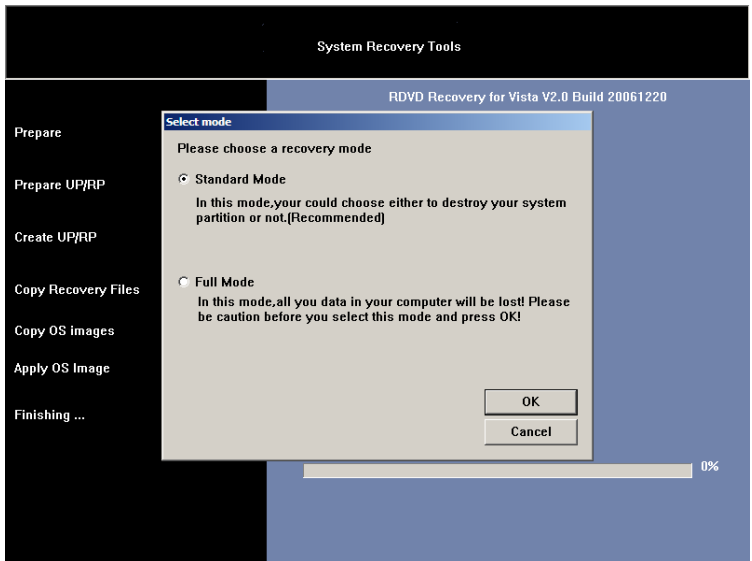 System Recovery Tools
RDVD Recovery for Vista V2.0 Build 20061220
Prepare
Prepare UP/RP
Create UP/RP
Copy Recovery Files
Copy OS images
Apply OS Image
Finishing ...
Select mode
Please choose a recovery mode
Standard Mode
In this mode,your could choose either to destroy your system
partition or not.(Recommended)
Full Mode
In this mode,all you data in your computer will be lost! Please
be caution before you select this mode and press OK!
OK
Cancel
0%